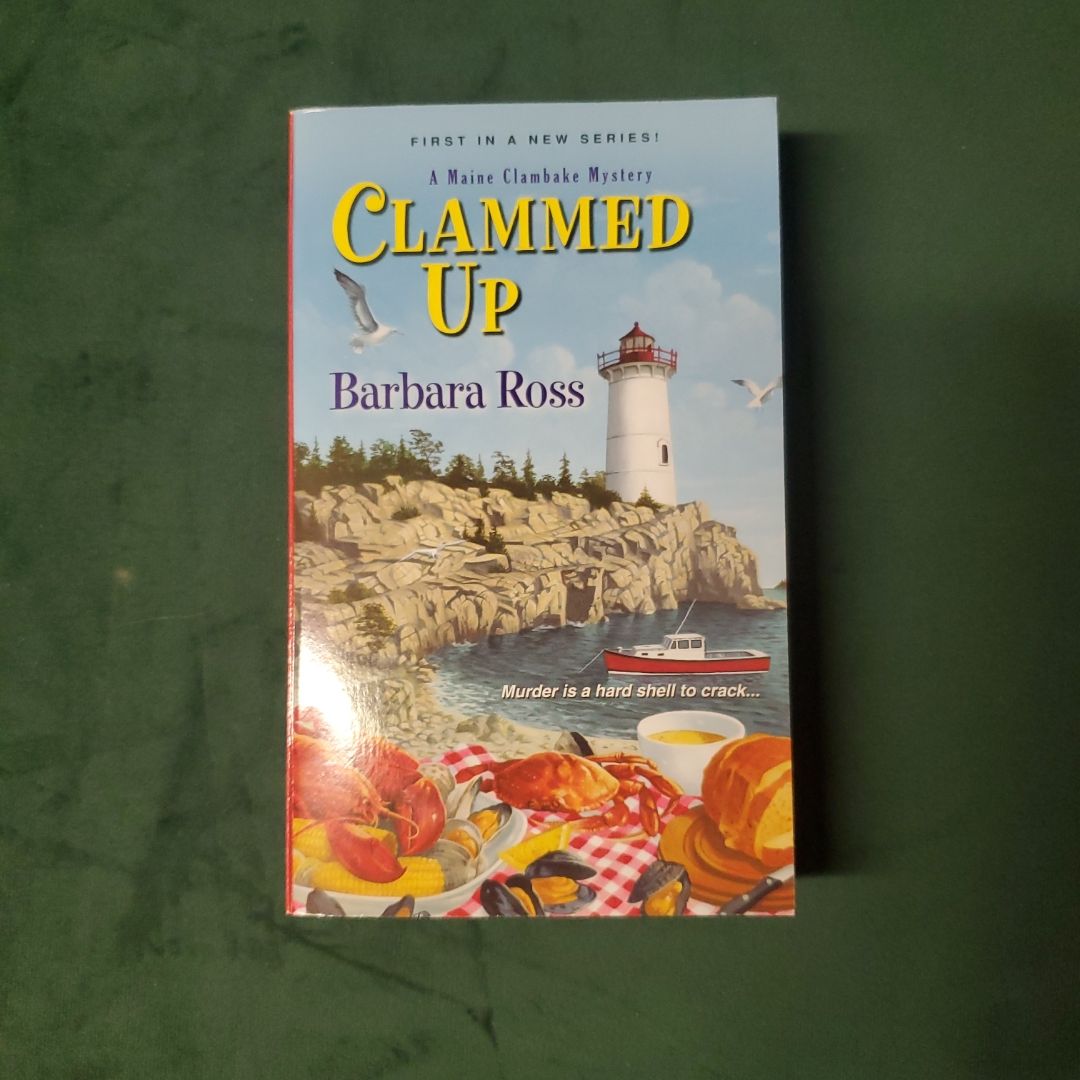 FIRST IN A NEW SERIES!
A Maine Clambake Mystery
CLAMMED
UP
Barbara Ross
Murder is a hard shell to crack...